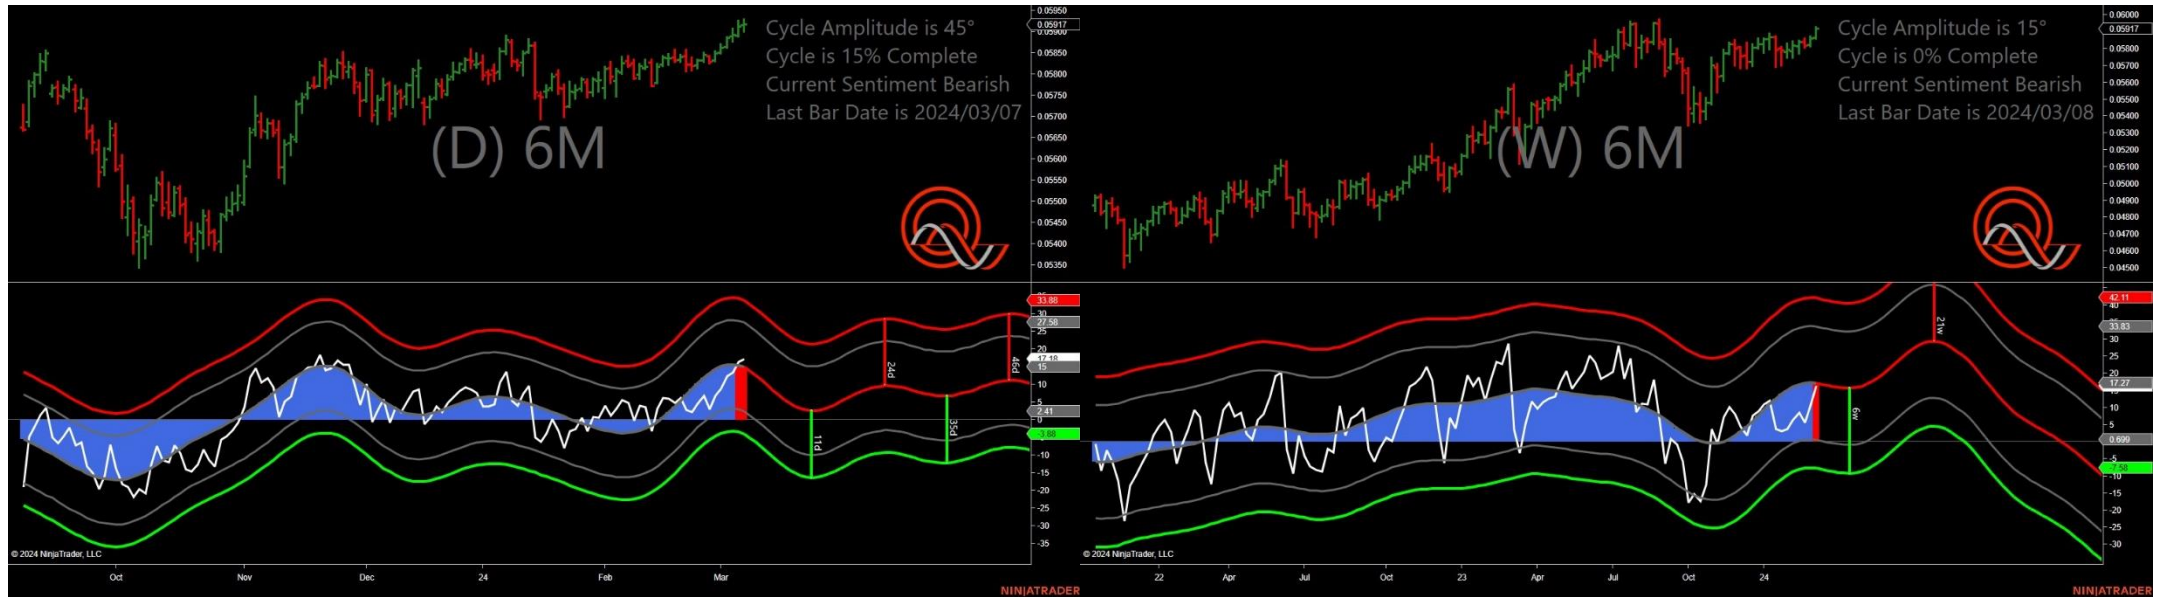 Cycle Amplitude is 45°
Cycle is 15% Complete
Current Sentiment Bearish
Last Bar Date is 2024/03/07
(D) 6M
0.05950
0.05917
0.05900
0.05850
0.05800
0.05750
0.05700
0.05650
0.05600
0.05550
0.05500
0.05450
0.05400
0.05350
33.88
30
27.58
25
20
17.18
15
10
5
2.41
0
-3.88
-10
-15
-20
-25
-30
-35
11d
24d
35d
46d
© 2024 NinjaTrader, LLC
Oct
Nov
Dec
24
Feb
Mar
NINJATRADER
Cycle Amplitude is 15°
Cycle is 0% Complete
Current Sentiment Bearish
Last Bar Date is 2024/03/08
(W) 6M
0.06000
0.05917
0.05800
0.05700
0.05600
0.05500
0.05400
0.05300
0.05200
0.05100
0.05000
0.04900
0.04800
0.04700
0.04600
0.04500
42.11
33.83
30
25
20
17.27
10
5
0.699
-5
-7.58
-10
-15
-20
-25
-30
6w
21w
© 2024 NinjaTrader, LLC
22
Apr
Jul
Oct
23
Apr
Jul
Oct
24
NINJATRADER